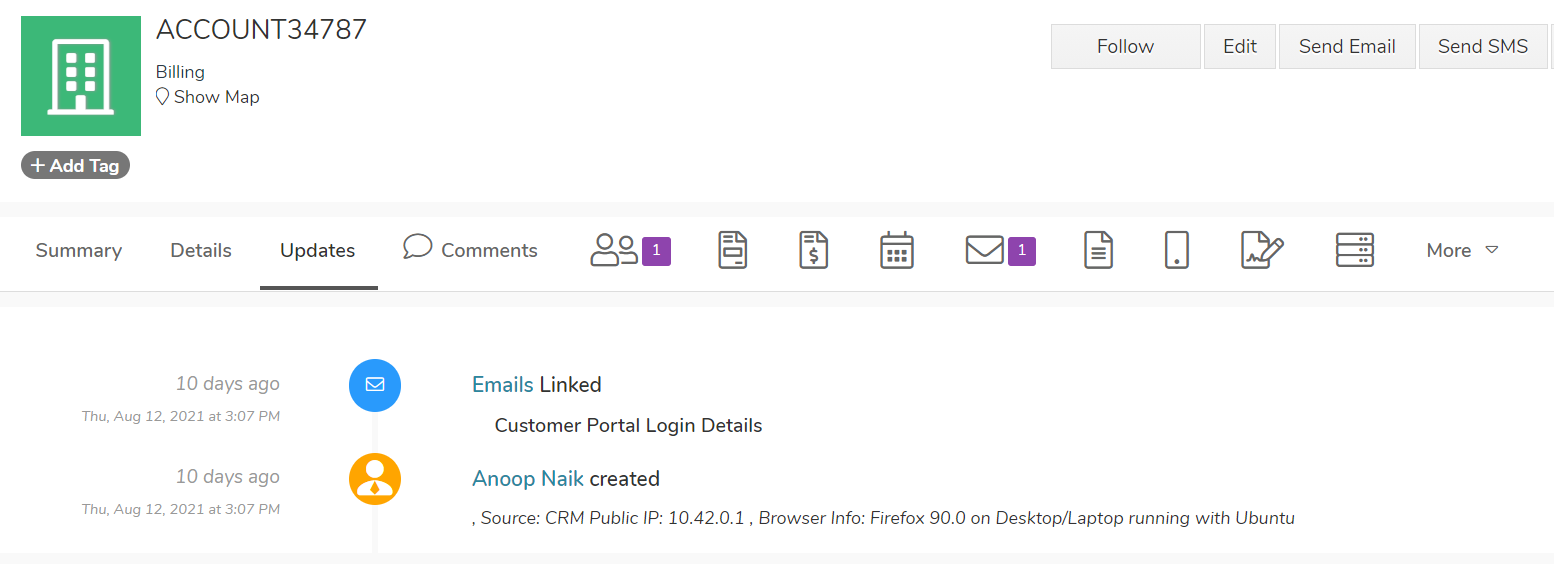 ACCOUNT34787
Follow
Edit
Send Email
Send SMS
Billing
Show Map
+ Add Tag
Summary
Details
Updates
Comments
1
1
More
10 days ago
Emails Linked
Thu, Aug 12, 2021 at 3:07 PM
Customer Portal Login Details
10 days ago
Anoop Naik created
Thu, Aug 12, 2021 at 3:07 PM
, Source: CRM Public IP: 10.42.0.1 , Browser Info: Firefox 90.0 on Desktop/Laptop running with Ubuntu